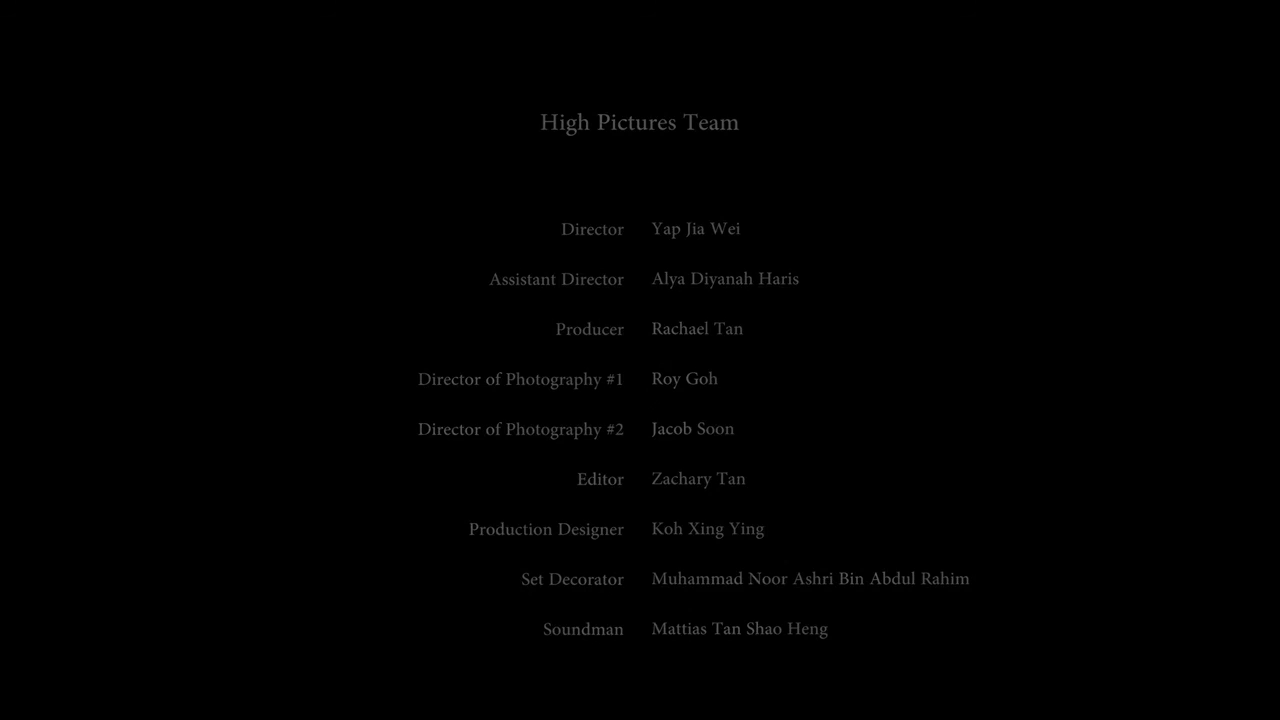 High Pictures Team
Director Yap Jia Wei
Assistant Director Alya Diyanah Haris
Producer Rachael Tan
Director of Photography #1 Roy Goh
Director of Photography #2 Jacob Soon
Editor Zachary Tan
Production Designer Koh Xing Ying
Set Decorator Muhammad Noor Ashri Bin Abdul Rahim
Soundman Mattias Tan Shao Heng